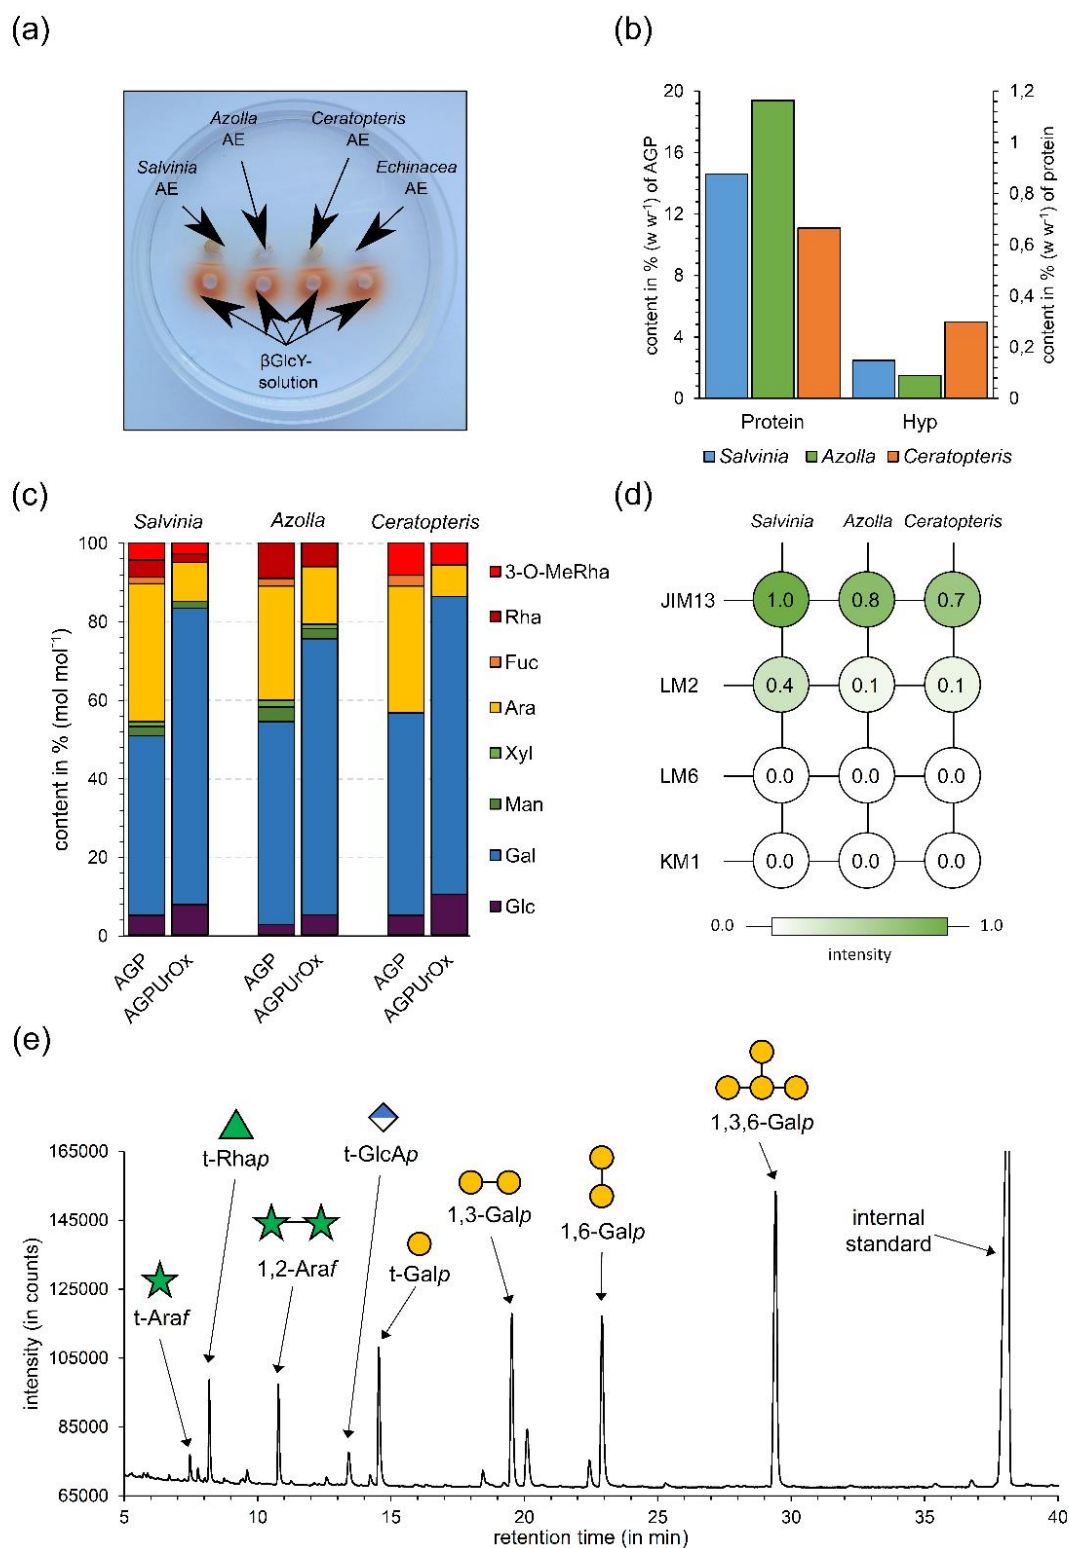 (a)
Azolla
AE
Ceratopteris
AE
Salvinia
AE
Echinacea
AE
βGlcY-
solution
(b)
content in % (w w⁻¹) of AGP
20
16
12
8
4
0
1,2
1
0,8
0,6
0,4
0,2
0
content in % (w w⁻¹) of protein
Protein
Hyp
Salvinia
Azolla
Ceratopteris
(c)
Salvinia
Azolla
Ceratopteris
content in % (mol mol⁻¹)
100
80
60
40
20
0
AGP
AGPUrOx
AGP
AGPUrOx
AGP
AGPUrOx
3-O-MeRha
Rha
Fuc
Ara
Xyl
Man
Gal
Glc
(d)
Salvinia
Azolla
Ceratopteris
JIM13
1.0
0.8
0.7
LM2
0.4
0.1
0.1
LM6
0.0
0.0
0.0
KM1
0.0
0.0
0.0
0.0
1.0
intensity
(e)
intensity (in counts)
165000
145000
125000
105000
85000
65000
t-Araf
t-Rhap
1,2-Araf
t-GlcAp
t-Galp
1,3-Galp
1,6-Galp
1,3,6-Galp
internal
standard
5
10
15
20
25
30
35
40
retention time (in min)